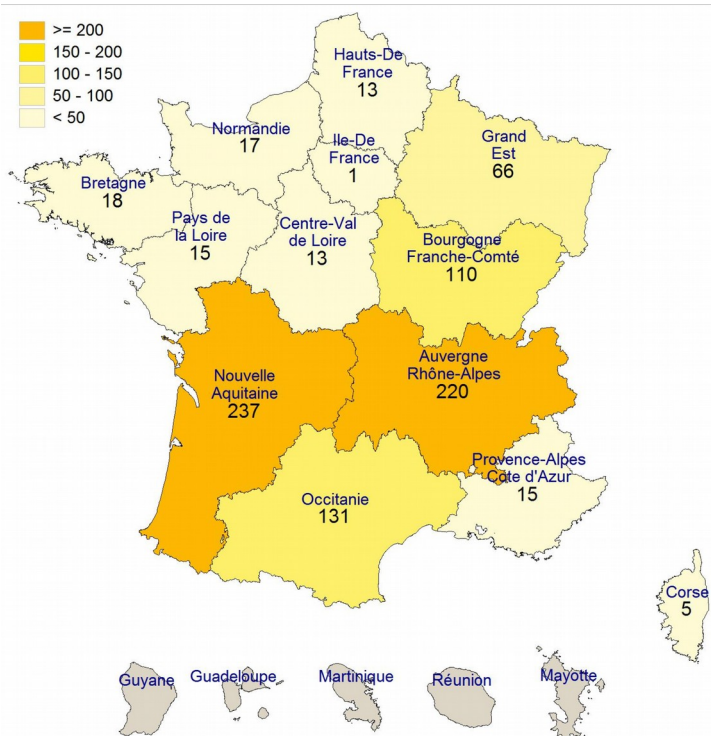 >= 200
150 - 200
100 - 150
50 - 100
< 50
Hauts-De
France
13
Normandie
17
Ile-De
France
1
Grand
Est
66
Bretagne
18
Pays de
la Loire
15
Centre-Val
de Loire
13
Bourgogne
Franche-Comté
110
Nouvelle
Aquitaine
237
Auvergne
Rhône-Alpes
220
Provence-Alpes
Cote d'Azur
15
Occitanie
131
Corse
5
Guyane
Guadeloupe
Martinique
Réunion
Mayotte